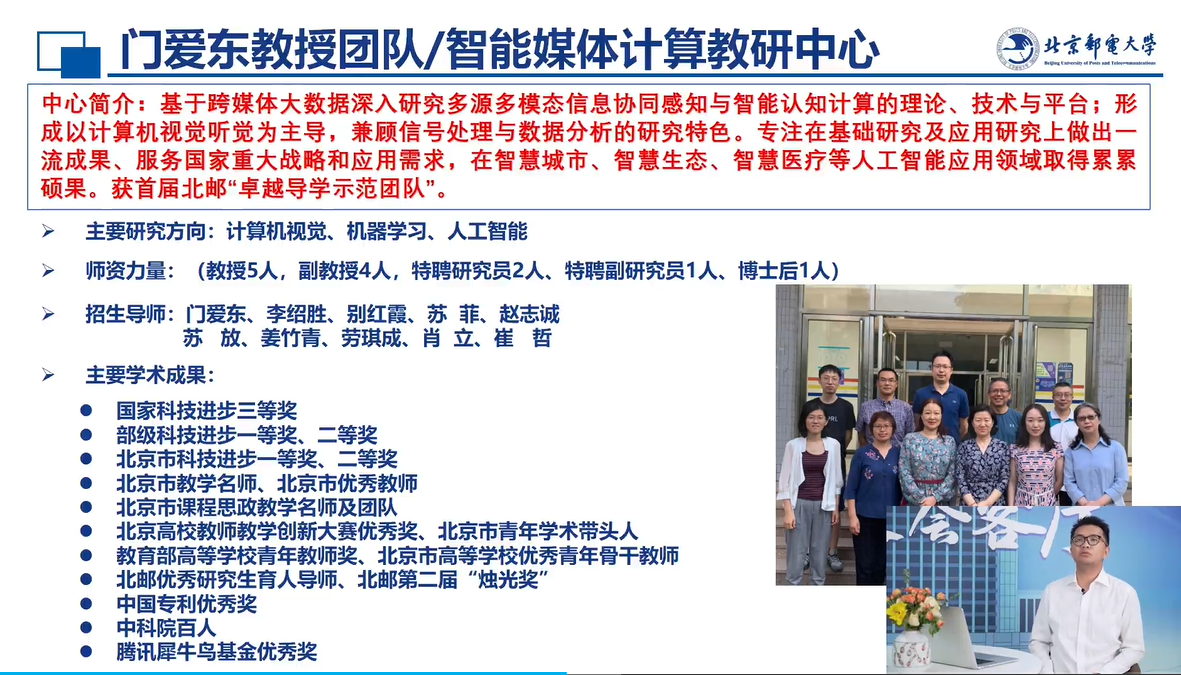 门爱东教授团队/智能媒体计算教研中心
北京邮电大学
Beijing University of Posts and Telecommunications
中心简介：基于跨媒体大数据深入研究多源多模态信息协同感知与智能认知计算的理论、技术与平台；形
成以计算机视觉听觉为主导，兼顾信号处理与数据分析的研究特色。专注在基础研究及应用研究上做出一
流成果、服务国家重大战略和应用需求，在智慧城市、智慧生态、智慧医疗等人工智能应用领域取得累累
硕果。获首届北邮“卓越导学示范团队”。
➢ 主要研究方向：计算机视觉、机器学习、人工智能
➢ 师资力量：（教授5人，副教授4人，特聘研究员2人、特聘副研究员1人、博士后1人）
➢ 招生导师：门爱东、李绍胜、别红霞、苏 菲、赵志诚
苏 放、姜竹青、劳琪成、肖 立、崔 哲
➢ 主要学术成果：
● 国家科技进步三等奖
● 部级科技进步一等奖、二等奖
● 北京市科技进步一等奖、二等奖
● 北京市教学名师、北京市优秀教师
● 北京市课程思政教学名师及团队
● 北京高校教师教学创新大赛优秀奖、北京市青年学术带头人
● 教育部高等学校青年教师奖、北京市高等学校优秀青年骨干教师
● 北邮优秀研究生育人导师、北邮第二届“烛光奖”
● 中国专利优秀奖
● 中科院百人
● 腾讯犀牛鸟基金优秀奖
会客厅